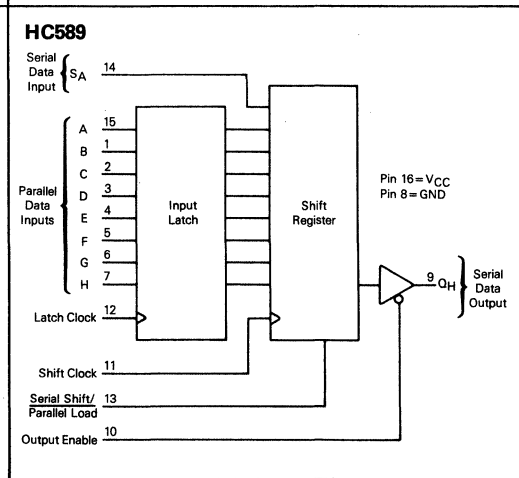 HC589
Serial
Data
Input
SA 14
15
A
B 1
C 2
D 3
E 4
F 5
G 6
H 7
Parallel
Data
Inputs
Input
Latch
Shift
Register
Pin 16=VCC
Pin 8=GND
9 QH
Serial
Data
Output
Latch Clock 12
Shift Clock 11
Serial Shift/ 13
Parallel Load
Output Enable 10